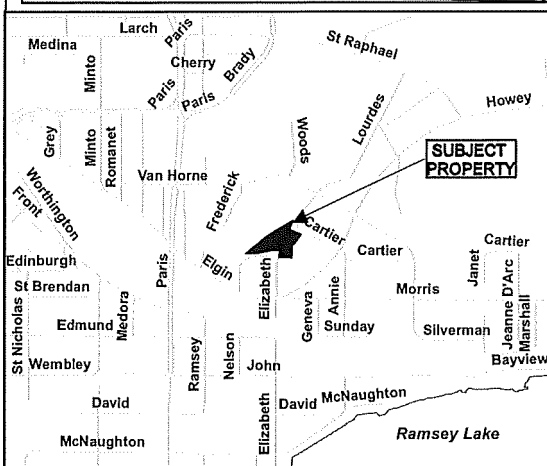 Larch
Paris
St Raphael
Medina
Cherry
Brady
Minto
Paris
Paris
Lourdes
Howey
Grey
Minto
Romanet
Woods
SUBJECT
PROPERTY
Van Horne
Worthington
Front
Frederick
Cartier
Cartier
Cartier
Edinburgh
Elgin
Paris
St Brendan
Elizabeth
Janet
Jeanne D'Arc
Marshall
Morris
Geneva
Annie
St Nicholas
Edmund
Medora
Sunday
Silverman
Ramsey
Nelson
Wembley
John
Bayview
David
Elizabeth
David
McNaughton
McNaughton
Ramsey Lake